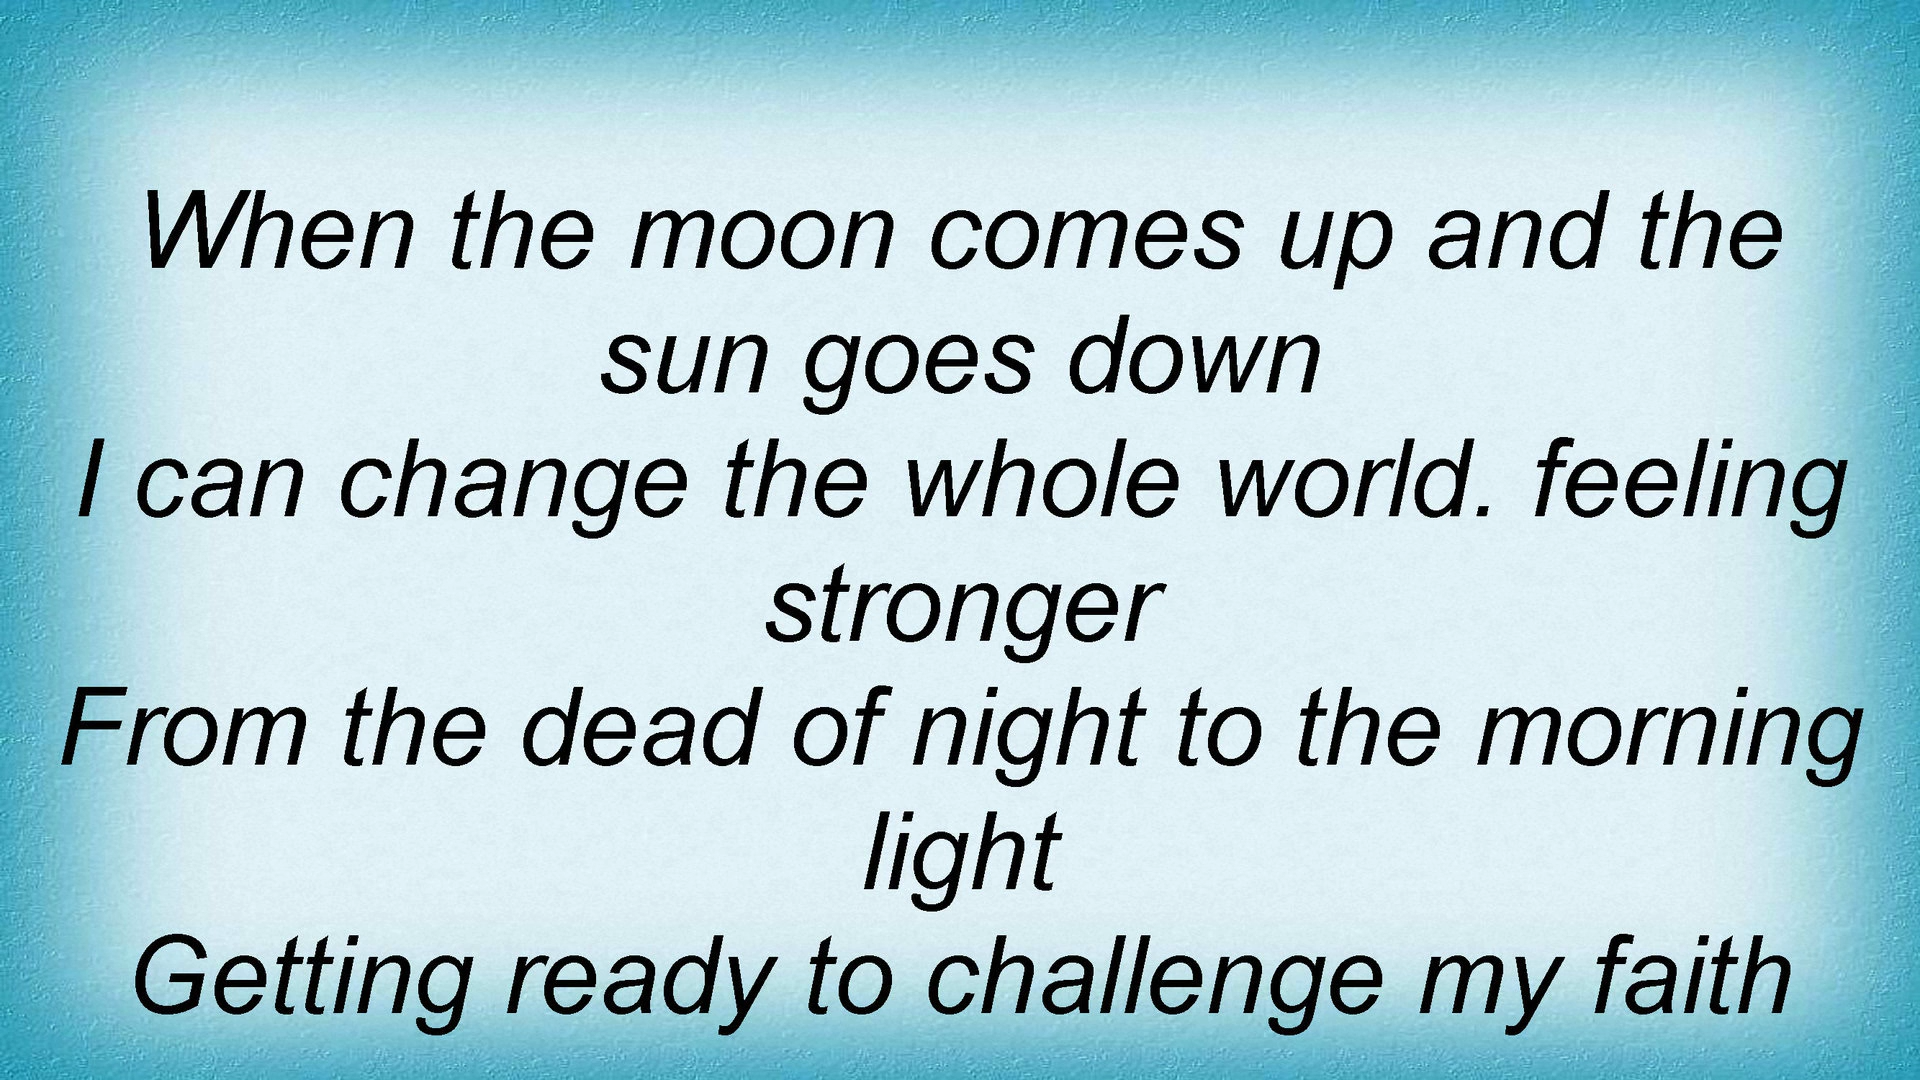 When the moon comes up and the
sun goes down
I can change the whole world. feeling
stronger
From the dead of night to the morning
light
Getting ready to challenge my faith